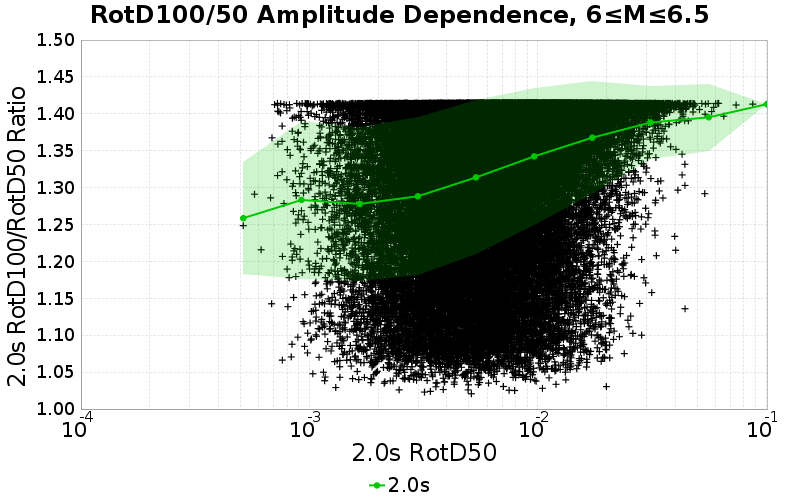 RotD100/50 Amplitude Dependence, 6≤M≤6.5
2.0s RotD100/RotD50 Ratio
1.50
1.45
1.40
1.35
1.30
1.25
1.20
1.15
1.10
1.05
1.00
10^-4 10^-3 10^-2 10^-1
2.0s RotD50
2.0s